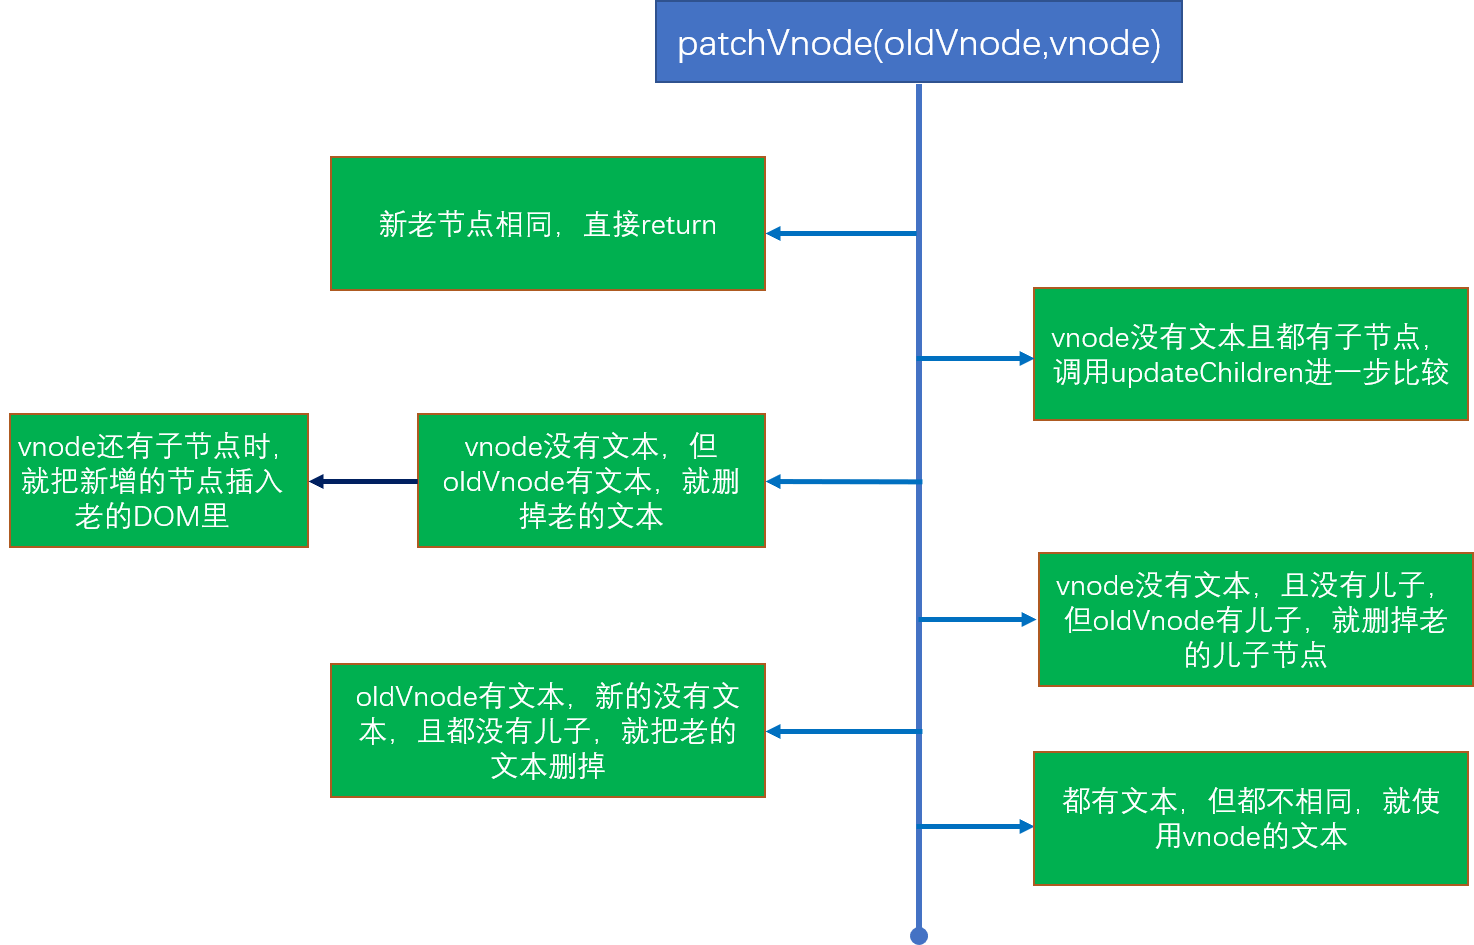 patchVnode(oldVnode,vnode)
新老节点相同，直接return
vnode没有文本且都有子节点，
调用updateChildren进一步比较
vnode还有子节点时，
就把新增的节点插入
老的DOM里
vnode没有文本，但
oldVnode有文本，就删
掉老的文本
vnode没有文本，且没有儿子，
但oldVnode有儿子，就删掉老
的儿子节点
oldVnode有文本，新的没有文
本，且都没有儿子，就把老的
文本删掉
都有文本，但都不相同，就使
用vnode的文本